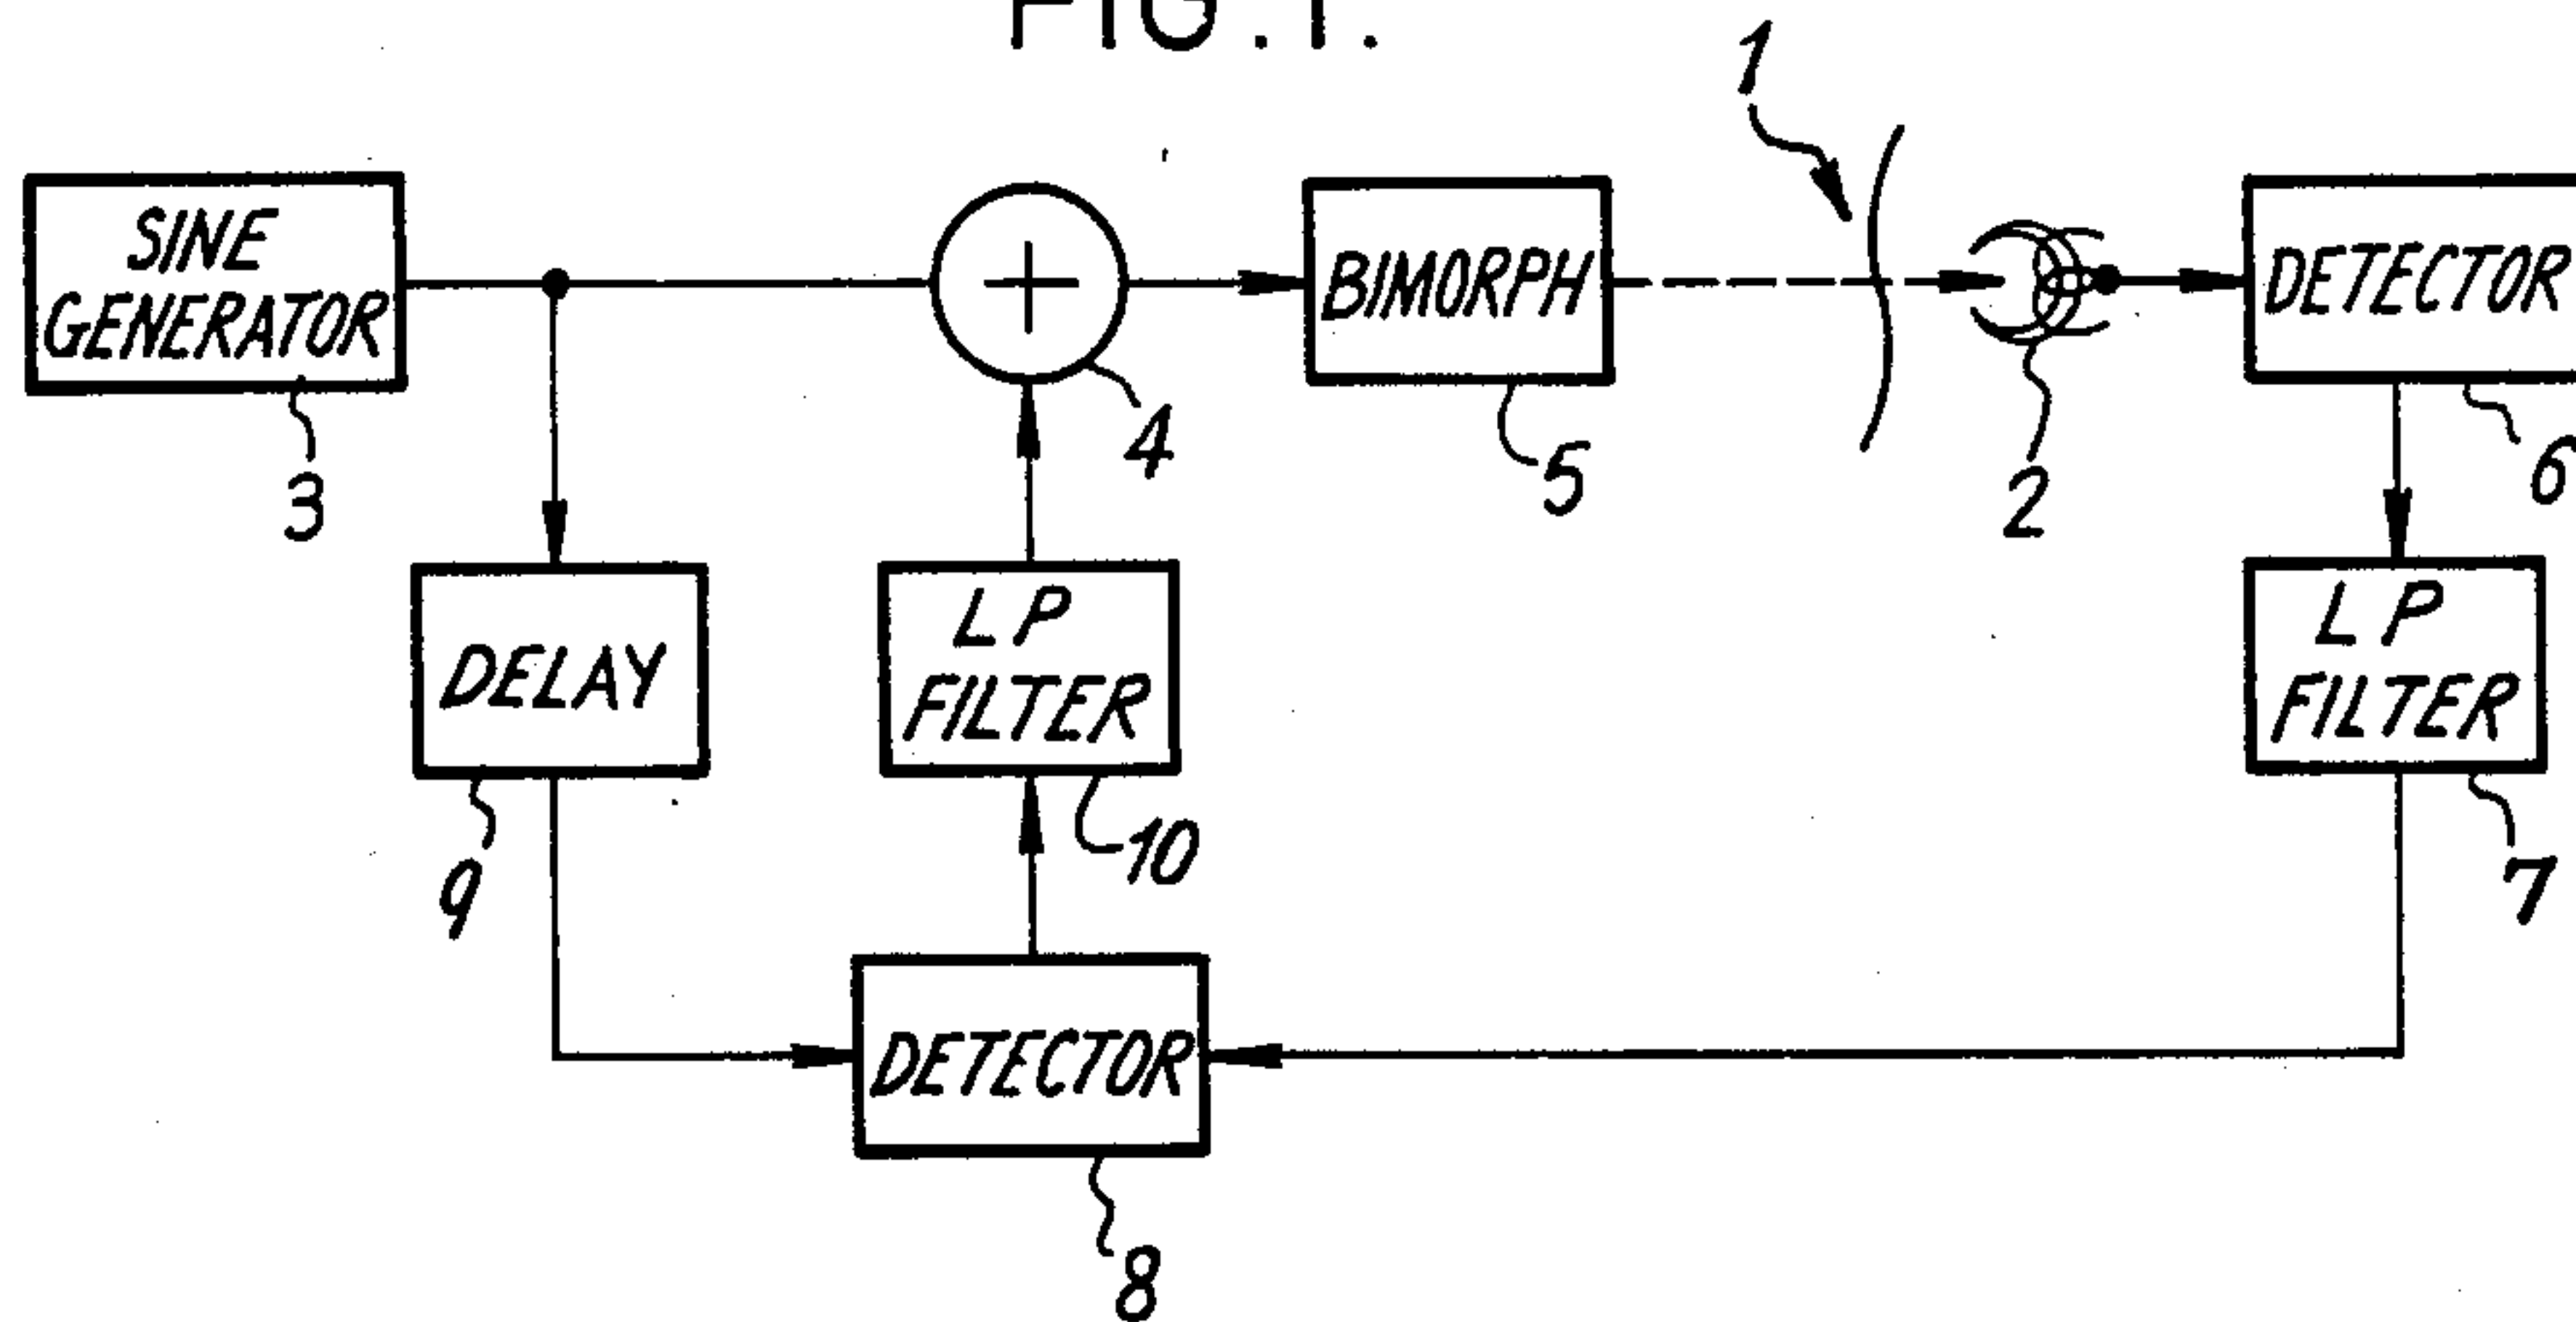 FIG.1.
1
SINE
GENERATOR
+
BIMORPH
DETECTOR
3
4
5
2
6
DELAY
LP
FILTER
LP
FILTER
9
10
7
DETECTOR
8